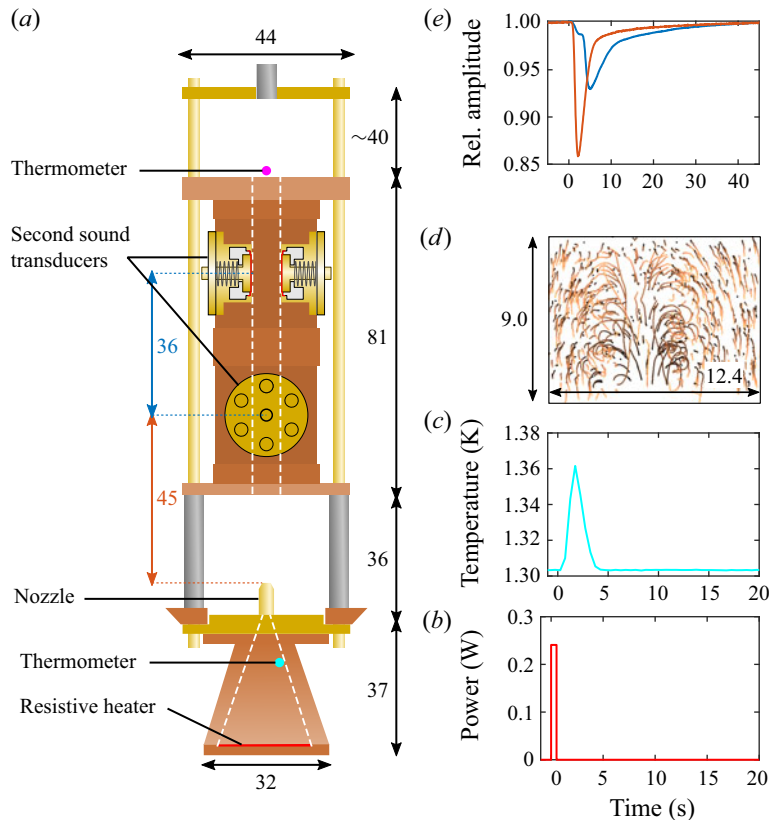 (a)
44
~40
Thermometer
Second sound
transducers
36
81
45
36
Nozzle
Thermometer
37
Resistive heater
32
(e)
Rel. amplitude
1.00
0.95
0.90
0.85
0 10 20 30 40
(d)
9.0
12.4
(c)
Temperature (K)
1.38
1.36
1.34
1.32
1.30
0 5 10 15 20
(b)
Power (W)
0.3
0.2
0.1
0
0 5 10 15 20
Time (s)